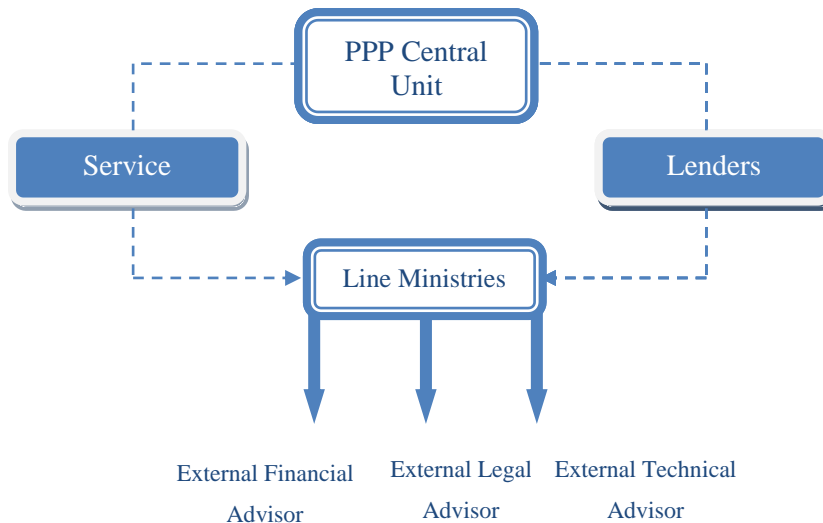 PPP Central
Unit
Service
Lenders
Line Ministries
External Financial
Advisor
External Legal
Advisor
External Technical
Advisor